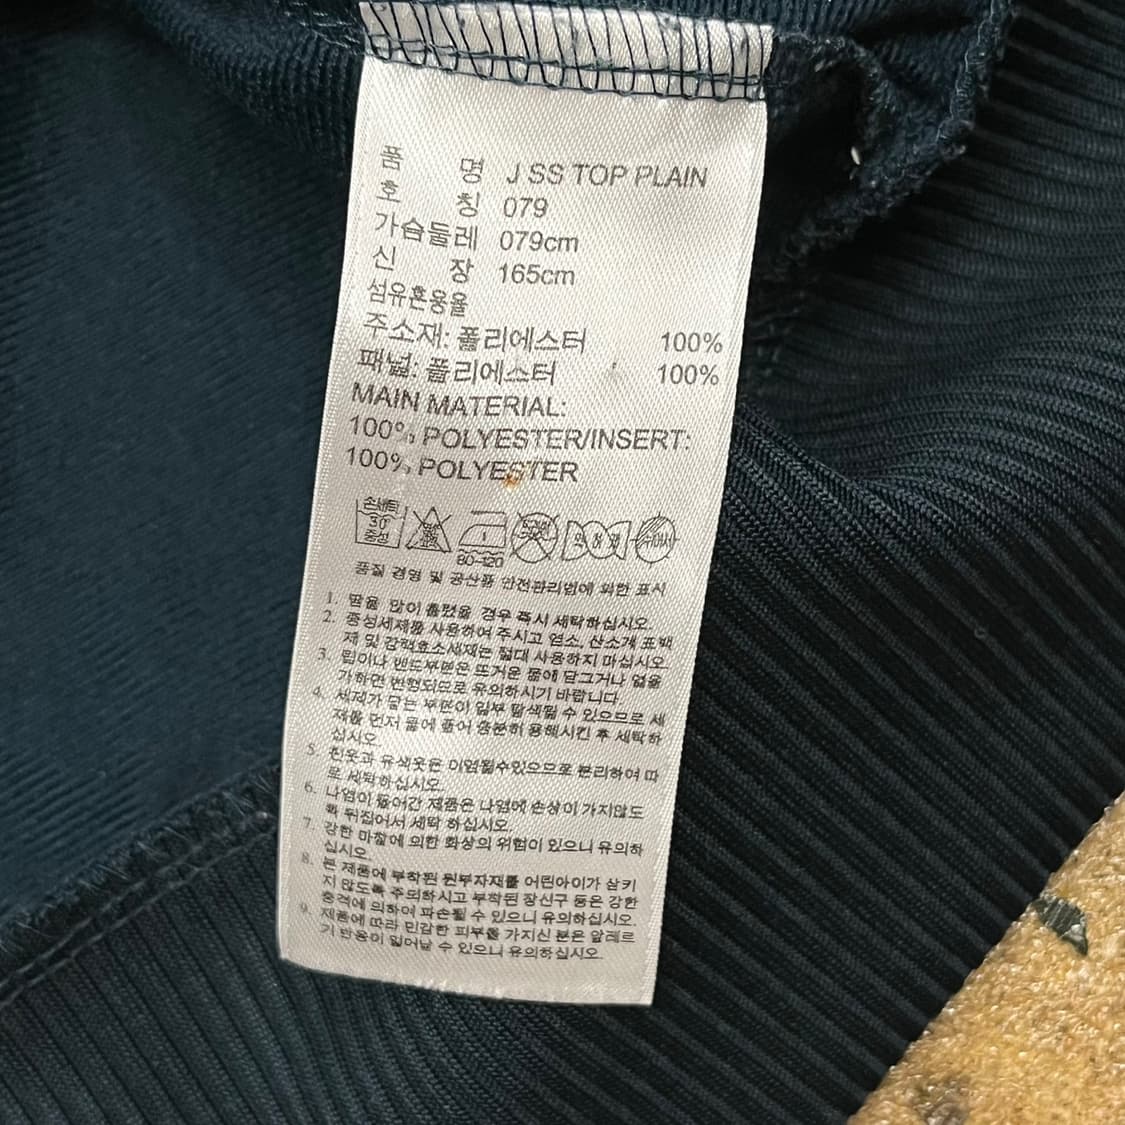 품 명 J SS TOP PLAIN
호 칭 079
가슴둘레 079cm
신 장 165cm
섬유혼용율
주소재: 폴리에스터 100%
패널: 폴리에스터 100%
MAIN MATERIAL:
100% POLYESTER/INSERT:
100% POLYESTER
손세탁
30°
중성
80-120
품질 경영 및 공산품 안전관리법에 의한 표시
1. 땀을 많이 흘렸을 경우 즉시 세탁하십시오.
2. 중성세제를 사용하여 주시고 염소, 산소계 표백
제 및 강력효소세제는 절대 사용하지 마십시오.
3. 립이나 밴드부분은 뜨거운 물에 담그거나 열을
가하면 변형되므로 유의하시기 바랍니다.
4. 세제가 닿는 부분이 일부 탈색될 수 있으므로 세
제를 먼저 물에 풀어 충분히 용해시킨 후 세탁하
십시오.
5. 흰옷과 유색옷은 이염될수있으므로 분리하여 따
로 세탁하십시오.
6. 나염이 들어간 제품은 나염에 손상이 가지않도
록 뒤집어서 세탁 하십시오.
7. 강한 마찰에 의한 화상의 위험이 있으니 유의하
십시오.
8. 본 제품에 부착된 원부자재를 어린아이가 삼키
지 않도록 주의하시고 부착된 장신구 등은 강한
충격에 의하여 파손될 수 있으니 유의하십시오.
9. 제품에 따라 민감한 피부를 가지신 분은 알레르
기 반응이 일어날 수 있으니 유의하십시오.